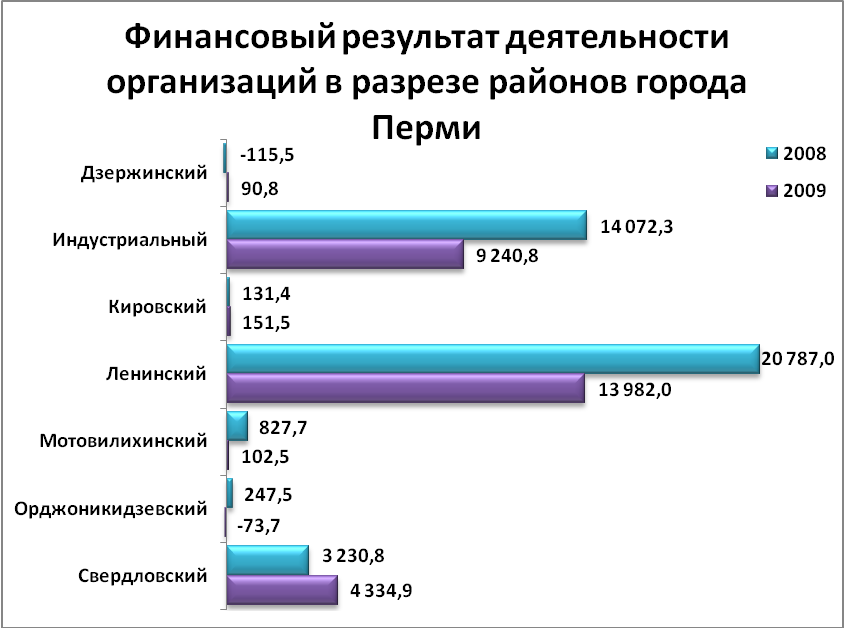 Финансовый результат деятельности
организаций в разрезе районов города
Перми
2008
2009
Дзержинский
-115,5
90,8
Индустриальный
14 072,3
9 240,8
Кировский
131,4
151,5
Ленинский
20 787,0
13 982,0
Мотовилихинский
827,7
102,5
Орджоникидзевский
247,5
-73,7
Свердловский
3 230,8
4 334,9